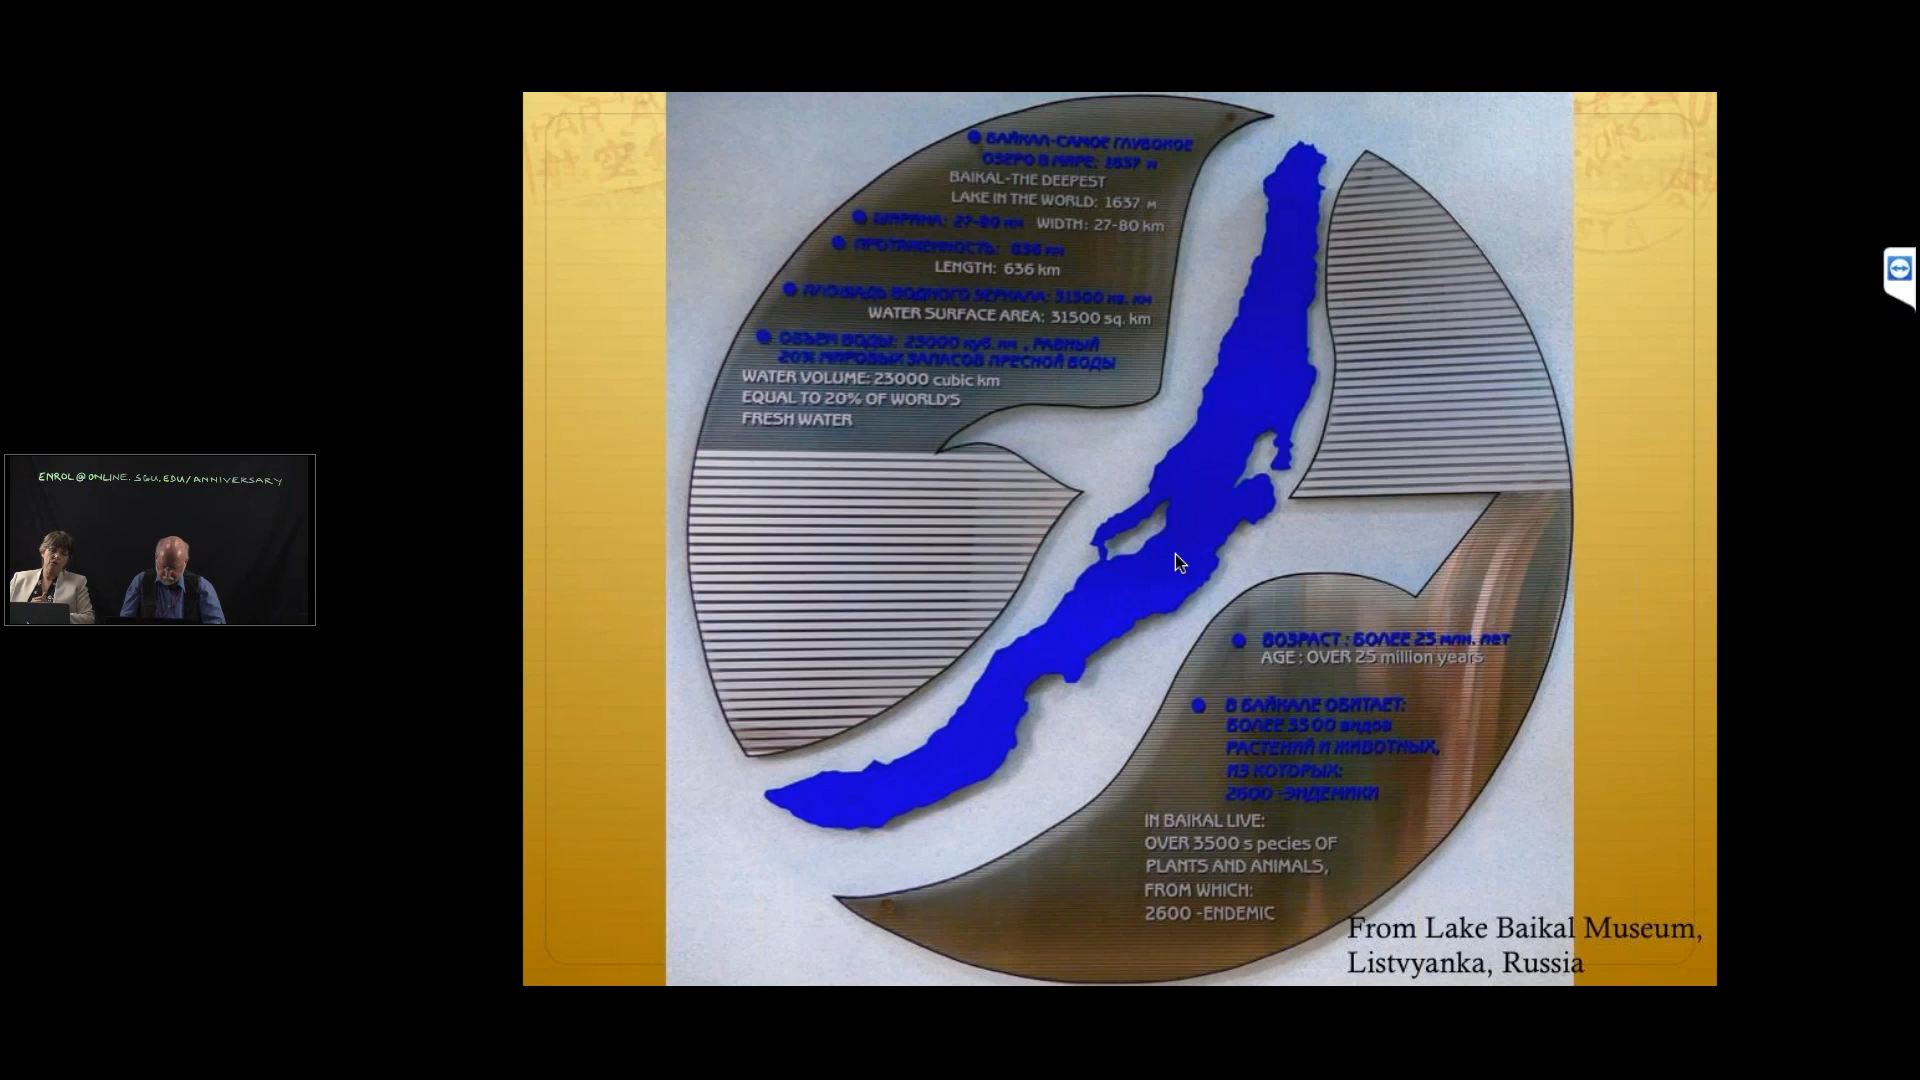 ENROL@ONLINE.SGU.EDU/ANNIVERSARY
БАЙКАЛ-САМОЕ ГЛУБОКОЕ
ОЗЕРО В МИРЕ: 1637 м
BAIKAL-THE DEEPEST
LAKE IN THE WORLD: 1637 м
ШИРИНА: 27-80 км WIDTH: 27-80 km
ПРОТЯЖЕННОСТЬ: 636 км
LENGTH: 636 km
ПЛОЩАДЬ ВОДНОГО ЗЕРКАЛА: 31500 кв. км
WATER SURFACE AREA: 31500 sq. km
ОБЪЕМ ВОДЫ: 23000 куб. км , РАВНЫЙ
20% МИРОВЫХ ЗАПАСОВ ПРЕСНОЙ ВОДЫ
WATER VOLUME: 23000 cubic km
EQUAL TO 20% OF WORLD'S
FRESH WATER
ВОЗРАСТ : БОЛЕЕ 25 млн. лет
AGE : OVER 25 million years
В БАЙКАЛЕ ОБИТАЕТ:
БОЛЕЕ 3500 видов
РАСТЕНИЙ И ЖИВОТНЫХ,
ИЗ КОТОРЫХ:
2600 -ЭНДЕМИКИ
IN BAIKAL LIVE:
OVER 3500 s pecies OF
PLANTS AND ANIMALS,
FROM WHICH:
2600 -ENDEMIC
From Lake Baikal Museum,
Listvyanka, Russia